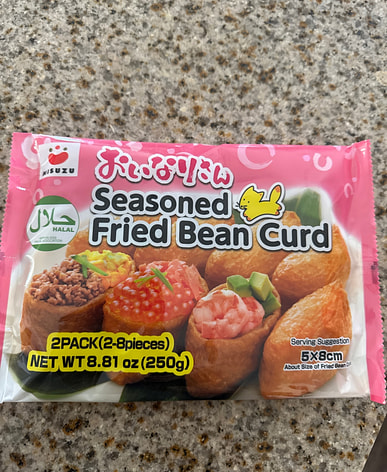 MISUZU
おいなりさん
Seasoned
Fried Bean Curd
حلال
HALAL
2PACK(2-8pieces)
NET WT 8.81 oz (250g)
Serving Suggestion
5×8cm
About Size of Fried Bean